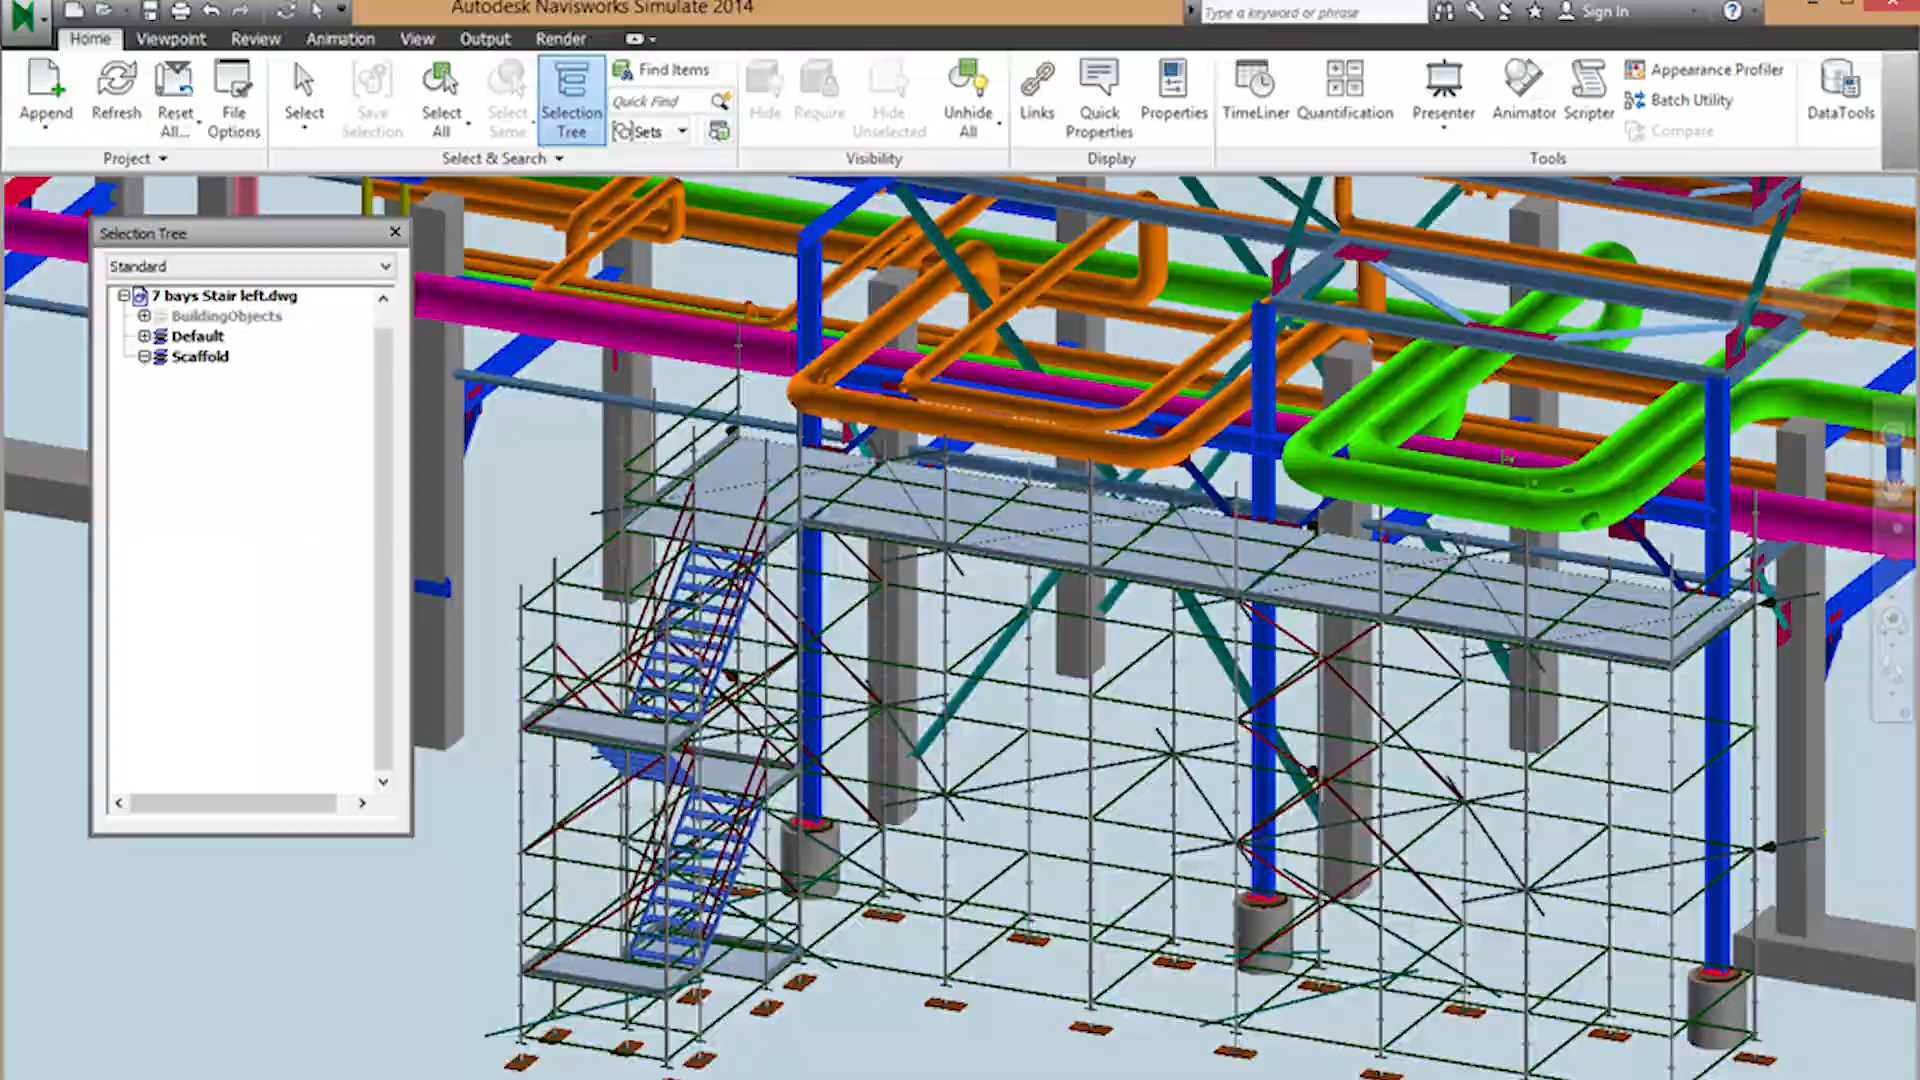 Autodesk Navisworks Simulate 2014
Type a keyword or phrase
Sign In
Home Viewpoint Review Animation View Output Render
Append
Refresh
Reset All...
File Options
Project
Select
Save Selection
Select All
Select Same
Selection Tree
Find Items
Quick Find
Sets
Select & Search
Hide
Require
Hide Unselected
Unhide All
Visibility
Links
Quick Properties
Properties
Display
TimeLiner
Quantification
Presenter
Animator
Scripter
Appearance Profiler
Batch Utility
Compare
DataTools
Tools
Selection Tree
Standard
7 bays Stair left.dwg
BuildingObjects
Default
Scaffold